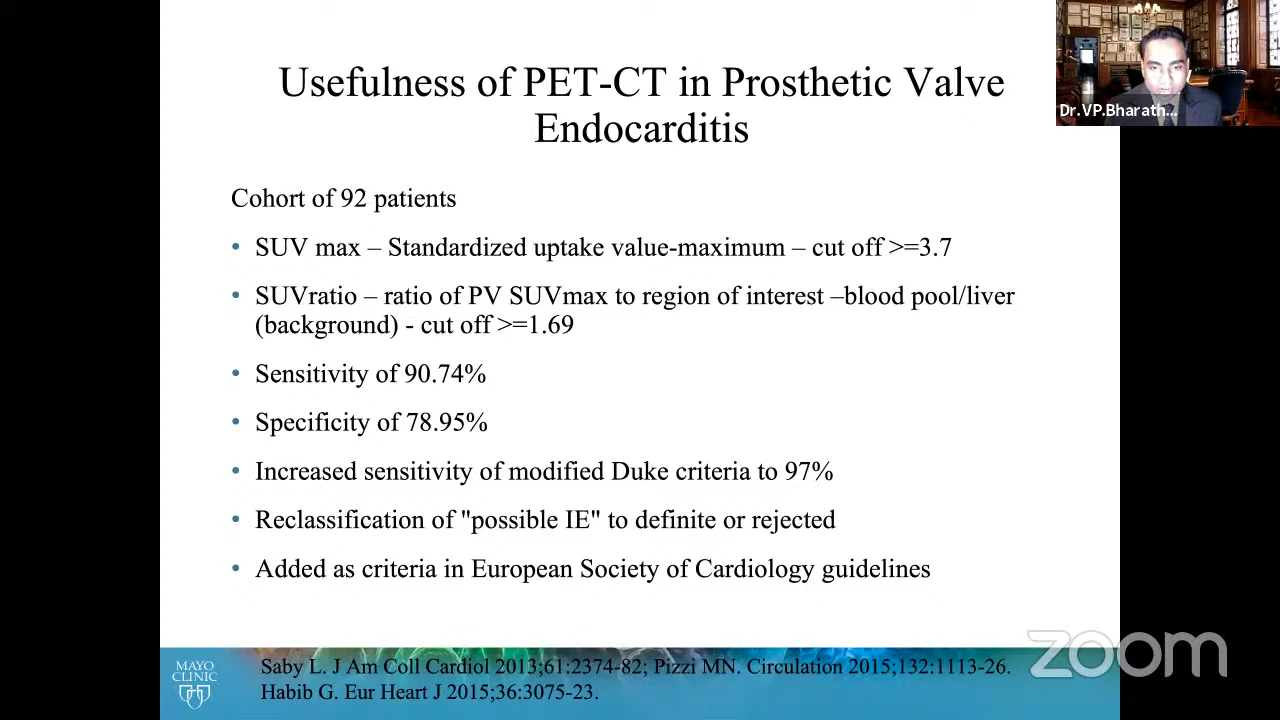 Usefulness of PET-CT in Prosthetic Valve
Endocarditis
Dr.VP.Bharath...
Cohort of 92 patients
• SUV max – Standardized uptake value-maximum – cut off >=3.7
• SUVratio – ratio of PV SUVmax to region of interest –blood pool/liver
(background) - cut off >=1.69
• Sensitivity of 90.74%
• Specificity of 78.95%
• Increased sensitivity of modified Duke criteria to 97%
• Reclassification of "possible IE" to definite or rejected
• Added as criteria in European Society of Cardiology guidelines
MAYO
CLINIC
Saby L. J Am Coll Cardiol 2013;61:2374-82; Pizzi MN. Circulation 2015;132:1113-26.
Habib G. Eur Heart J 2015;36:3075-23.
zoom